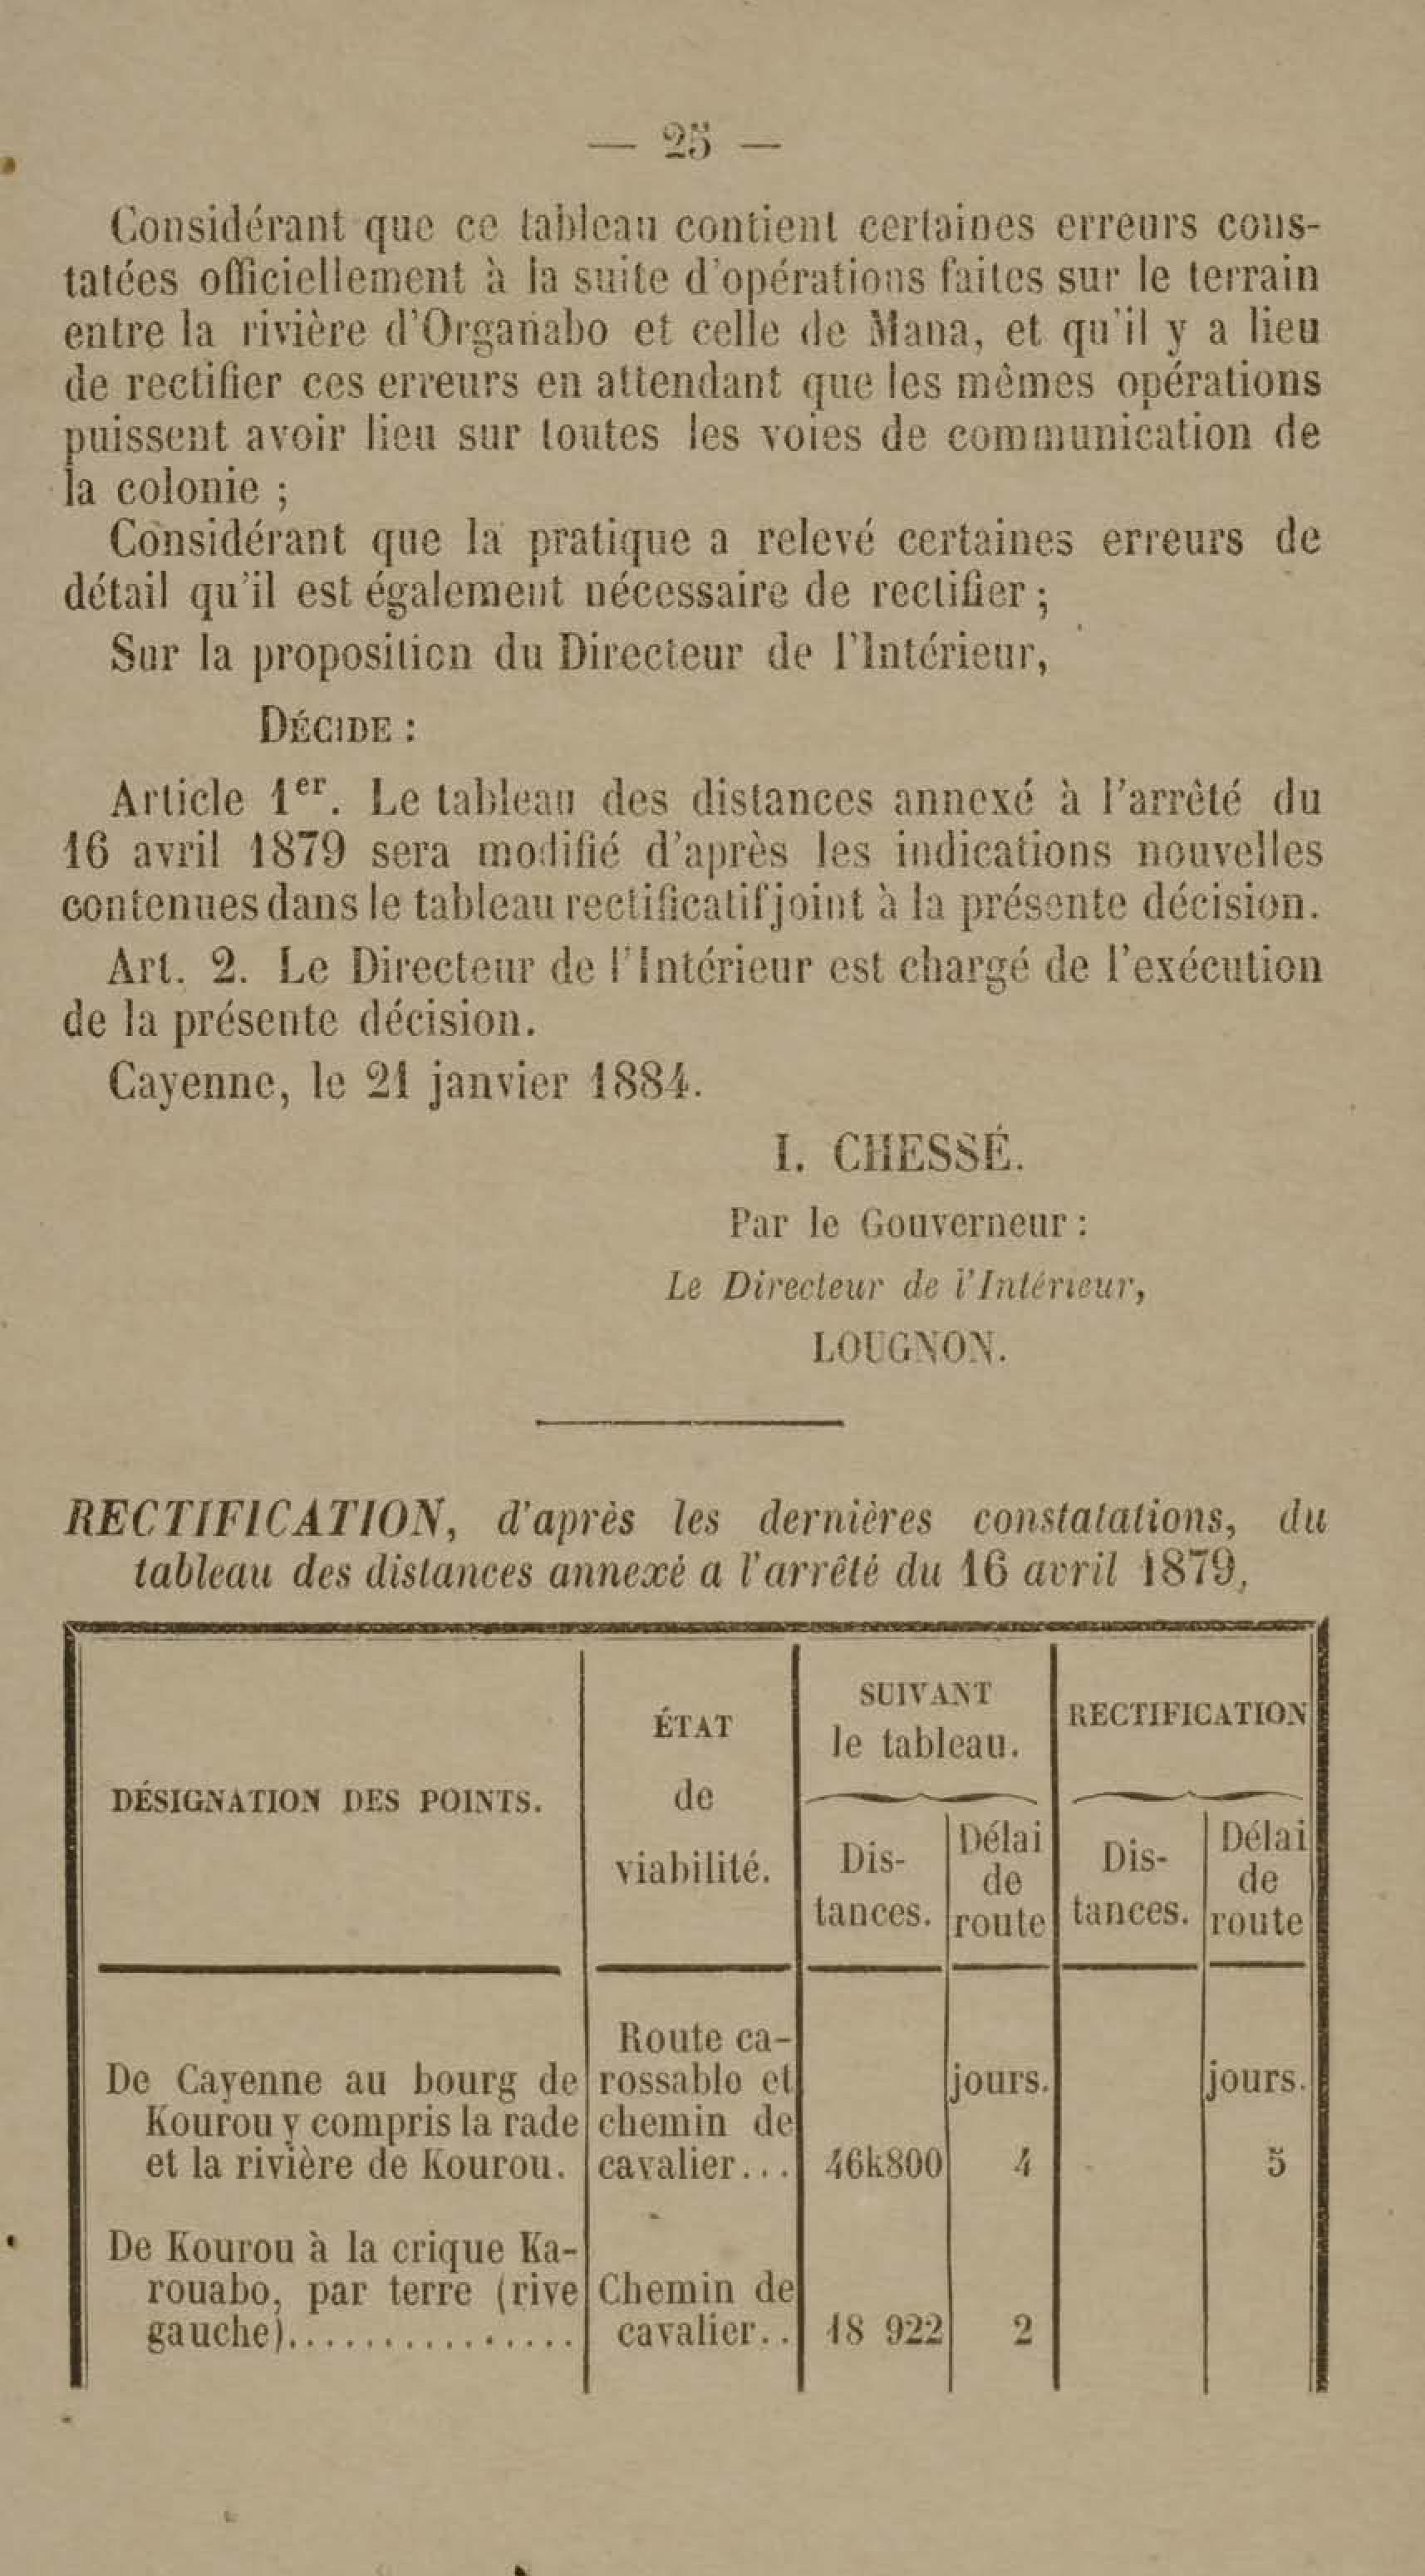 — 25 —
Considérant que ce tableau contient certaines erreurs cons-
tatées officiellement à la suite d'opérations faites sur le terrain
entre la rivière d'Organabo et celle de Mana, et qu'il y a lieu
de rectifier ces erreurs en attendant que les mêmes opérations
puissent avoir lieu sur toutes les voies de communication de
la colonie ;
Considérant que la pratique a relevé certaines erreurs de
détail qu'il est également nécessaire de rectifier ;
Sur la proposition du Directeur de l'Intérieur,
DÉCIDE :
Article 1er. Le tableau des distances annexé à l'arrêté du
16 avril 1879 sera modifié d'après les indications nouvelles
contenues dans le tableau rectificatif joint à la présente décision.
Art. 2. Le Directeur de l'Intérieur est chargé de l'exécution
de la présente décision.
Cayenne, le 21 janvier 1884.
I. CHESSÉ.
Par le Gouverneur :
Le Directeur de l'Intérieur,
LOUGNON.
RECTIFICATION, d'après les dernières constatations, du
tableau des distances annexé a l'arrêté du 16 avril 1879,
DÉSIGNATION DES POINTS.
ÉTAT
de
viabilité.
SUIVANT
le tableau.
RECTIFICATION
Dis-
tances.
Délai
de
route
Dis-
tances.
Délai
de
route
De Cayenne au bourg de
Kourou y compris la rade
et la rivière de Kourou.
Route ca-
rossable et
chemin de
cavalier...
46k800
jours.
4
jours.
5
De Kourou à la crique Ka-
rouabo, par terre (rive
gauche)...............
Chemin de
cavalier..
18 922
2